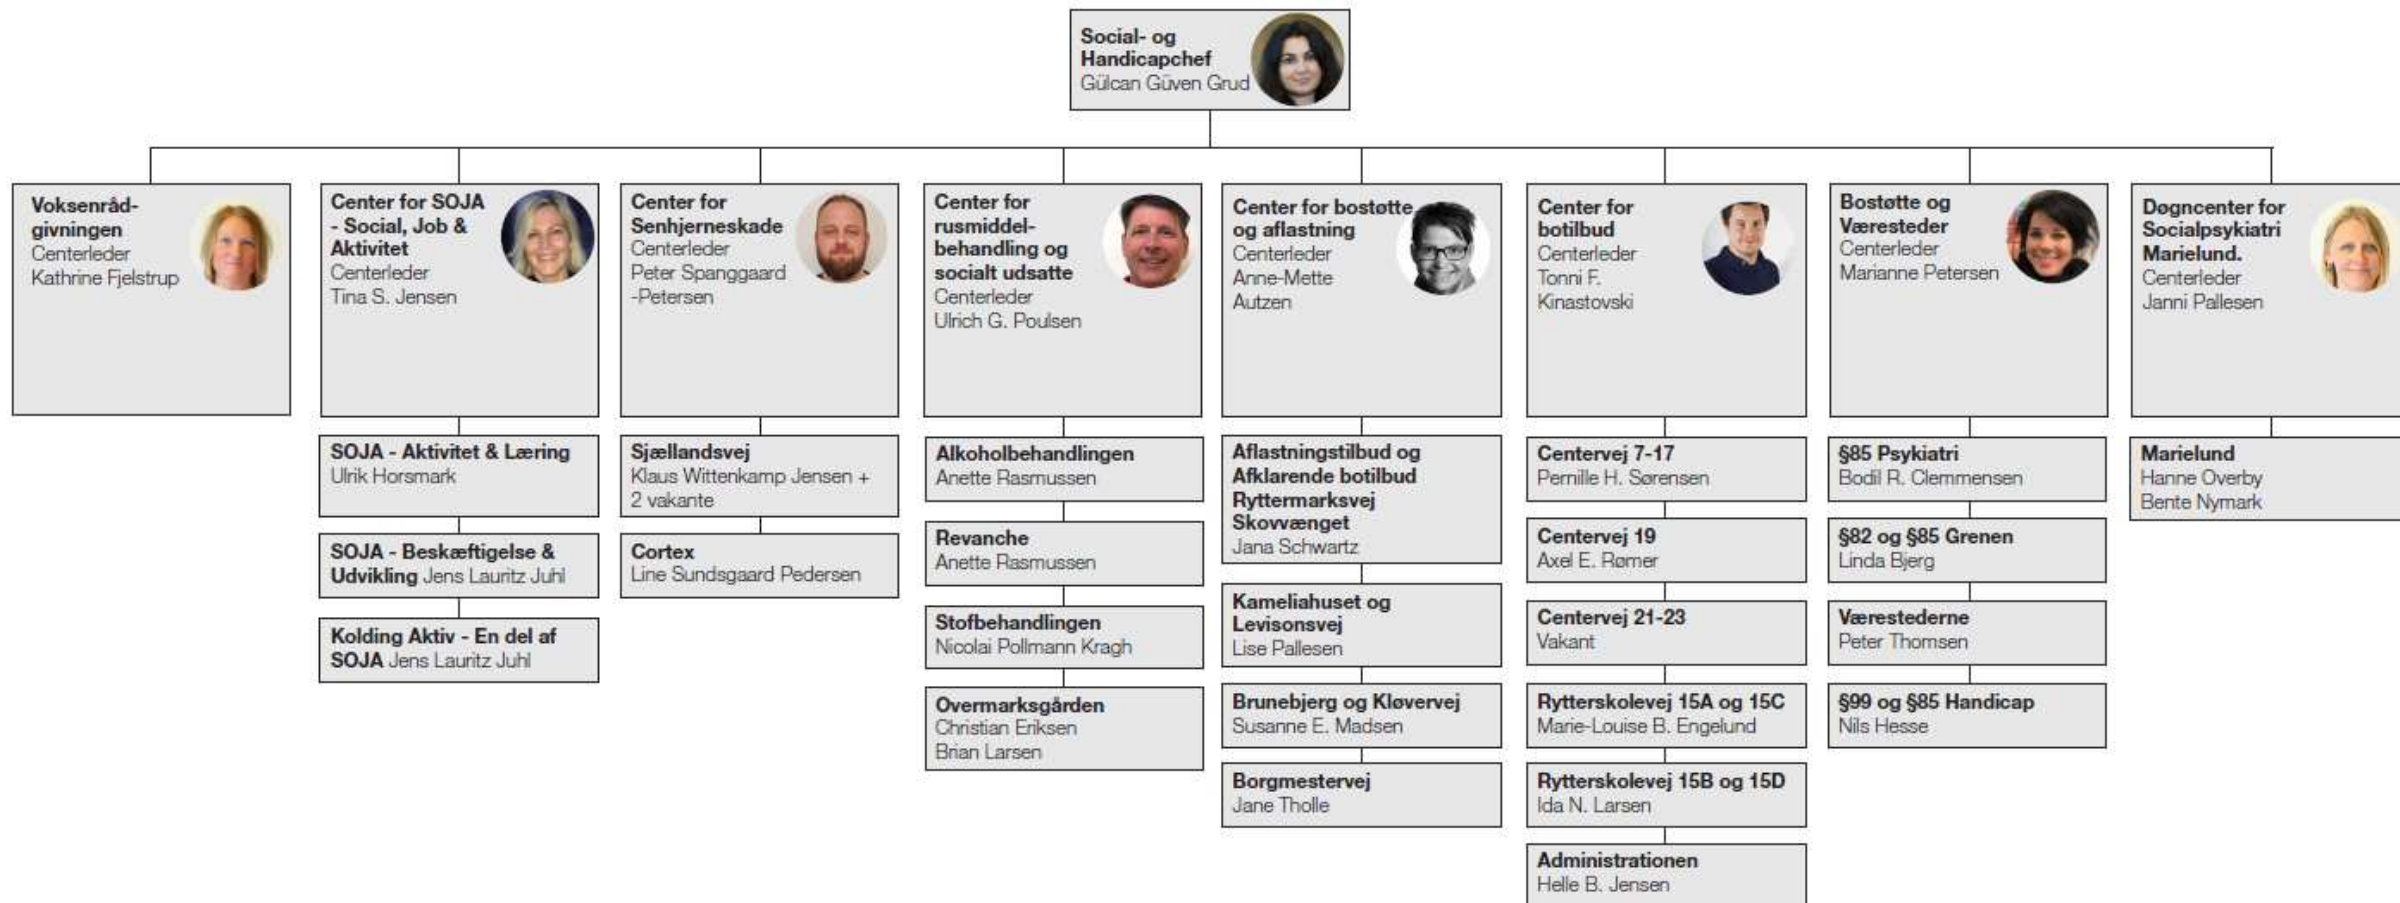 Social- og
Handicapchef
Gülcan Güven Grud
Voksenråd-
givningen
Centerleder
Kathrine Fjelstrup
Center for SOJA
- Social, Job &
Aktivitet
Centerleder
Tina S. Jensen
Center for
Senhjerneskade
Centerleder
Peter Spanggaard
-Petersen
Center for
rusmiddel-
behandling og
socialt udsatte
Centerleder
Ulrich G. Poulsen
Center for bostøtte
og aflastning
Centerleder
Anne-Mette
Autzen
Center for
botilbud
Centerleder
Tonni F.
Kinastovski
Bostøtte og
Væresteder
Centerleder
Marianne Petersen
Døgncenter for
Socialpsykiatri
Marielund.
Centerleder
Janni Pallesen
SOJA - Aktivitet & Læring
Ulrik Horsmark
SOJA - Beskæftigelse &
Udvikling Jens Lauritz Juhl
Kolding Aktiv - En del af
SOJA Jens Lauritz Juhl
Sjællandsvej
Klaus Wittenkamp Jensen +
2 vakante
Cortex
Line Sundsgaard Pedersen
Alkoholbehandlingen
Anette Rasmussen
Revanche
Anette Rasmussen
Stofbehandlingen
Nicolai Pollmann Kragh
Overmarksgården
Christian Eriksen
Brian Larsen
Aflastningstilbud og
Afklarende botilbud
Ryttermarksvej
Skovvænget
Jana Schwartz
Kameliahuset og
Levisonsvej
Lise Pallesen
Brunebjerg og Kløvervej
Susanne E. Madsen
Borgmestervej
Jane Tholle
Centervej 7-17
Pernille H. Sørensen
Centervej 19
Axel E. Rømer
Centervej 21-23
Vakant
Rytterskolevej 15A og 15C
Marie-Louise B. Engelund
Rytterskolevej 15B og 15D
Ida N. Larsen
Administrationen
Helle B. Jensen
§85 Psykiatri
Bodil R. Clemmensen
§82 og §85 Grenen
Linda Bjerg
Værestederne
Peter Thomsen
§99 og §85 Handicap
Nils Hesse
Marielund
Hanne Overby
Bente Nymark